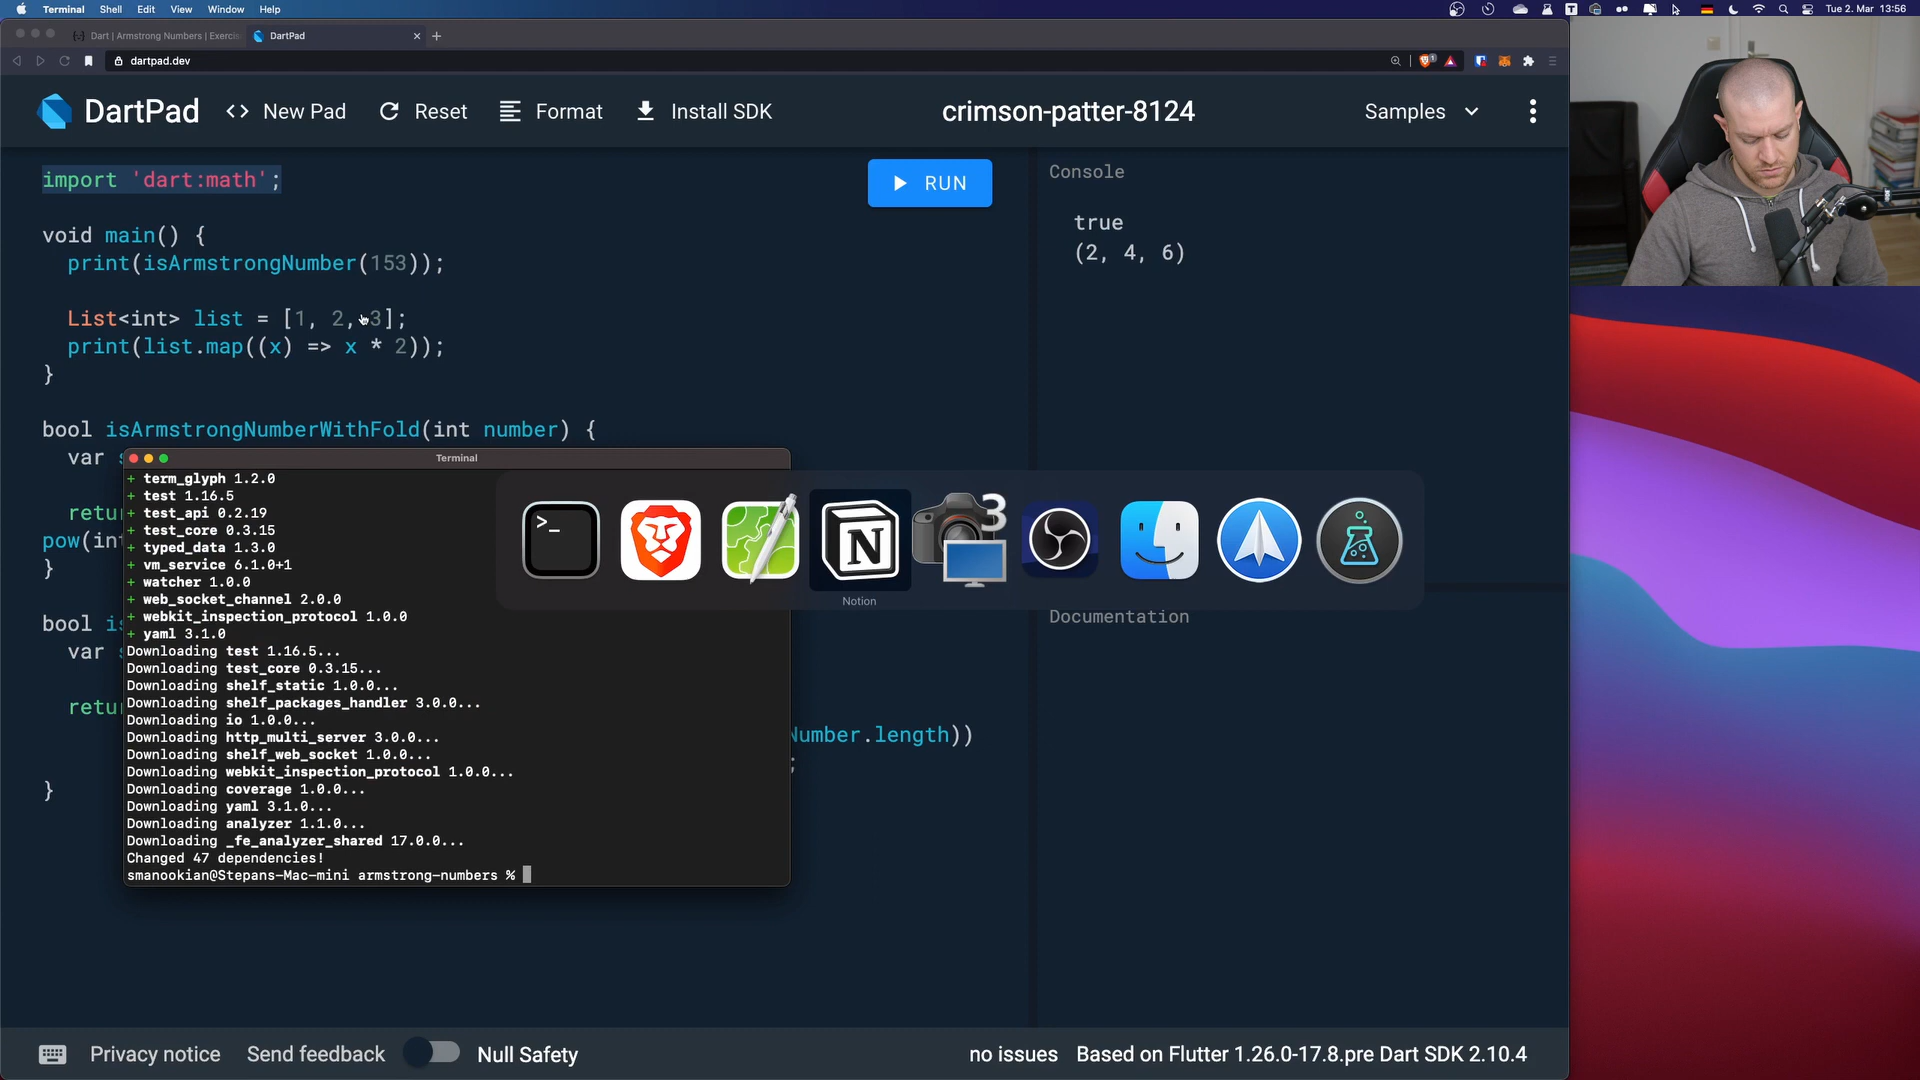 Terminal Shell Edit View Window Help
Tue 2. Mar 13:56
Dart | Armstrong Numbers | Exerci
DartPad
dartpad.dev
DartPad
New Pad
Reset
Format
Install SDK
crimson-patter-8124
Samples
import 'dart:math';
RUN
void main() {
print(isArmstrongNumber(153));
List<int> list = [1, 2, 3];
print(list.map((x) => x * 2));
}
bool isArmstrongNumberWithFold(int number) {
var s
retur
pow(int
}
bool is
var s
retur
Number.length))
;
}
Console
true
(2, 4, 6)
Documentation
Terminal
+ term_glyph 1.2.0
+ test 1.16.5
+ test_api 0.2.19
+ test_core 0.3.15
+ typed_data 1.3.0
+ vm_service 6.1.0+1
+ watcher 1.0.0
+ web_socket_channel 2.0.0
+ webkit_inspection_protocol 1.0.0
+ yaml 3.1.0
Downloading test 1.16.5...
Downloading test_core 0.3.15...
Downloading shelf_static 1.0.0...
Downloading shelf_packages_handler 3.0.0...
Downloading io 1.0.0...
Downloading http_multi_server 3.0.0...
Downloading shelf_web_socket 1.0.0...
Downloading webkit_inspection_protocol 1.0.0...
Downloading coverage 1.0.0...
Downloading yaml 3.1.0...
Downloading analyzer 1.1.0...
Downloading _fe_analyzer_shared 17.0.0...
Changed 47 dependencies!
smanookian@Stepans-Mac-mini armstrong-numbers %
>_
N
3
Notion
Privacy notice
Send feedback
Null Safety
no issues
Based on Flutter 1.26.0-17.8.pre Dart SDK 2.10.4